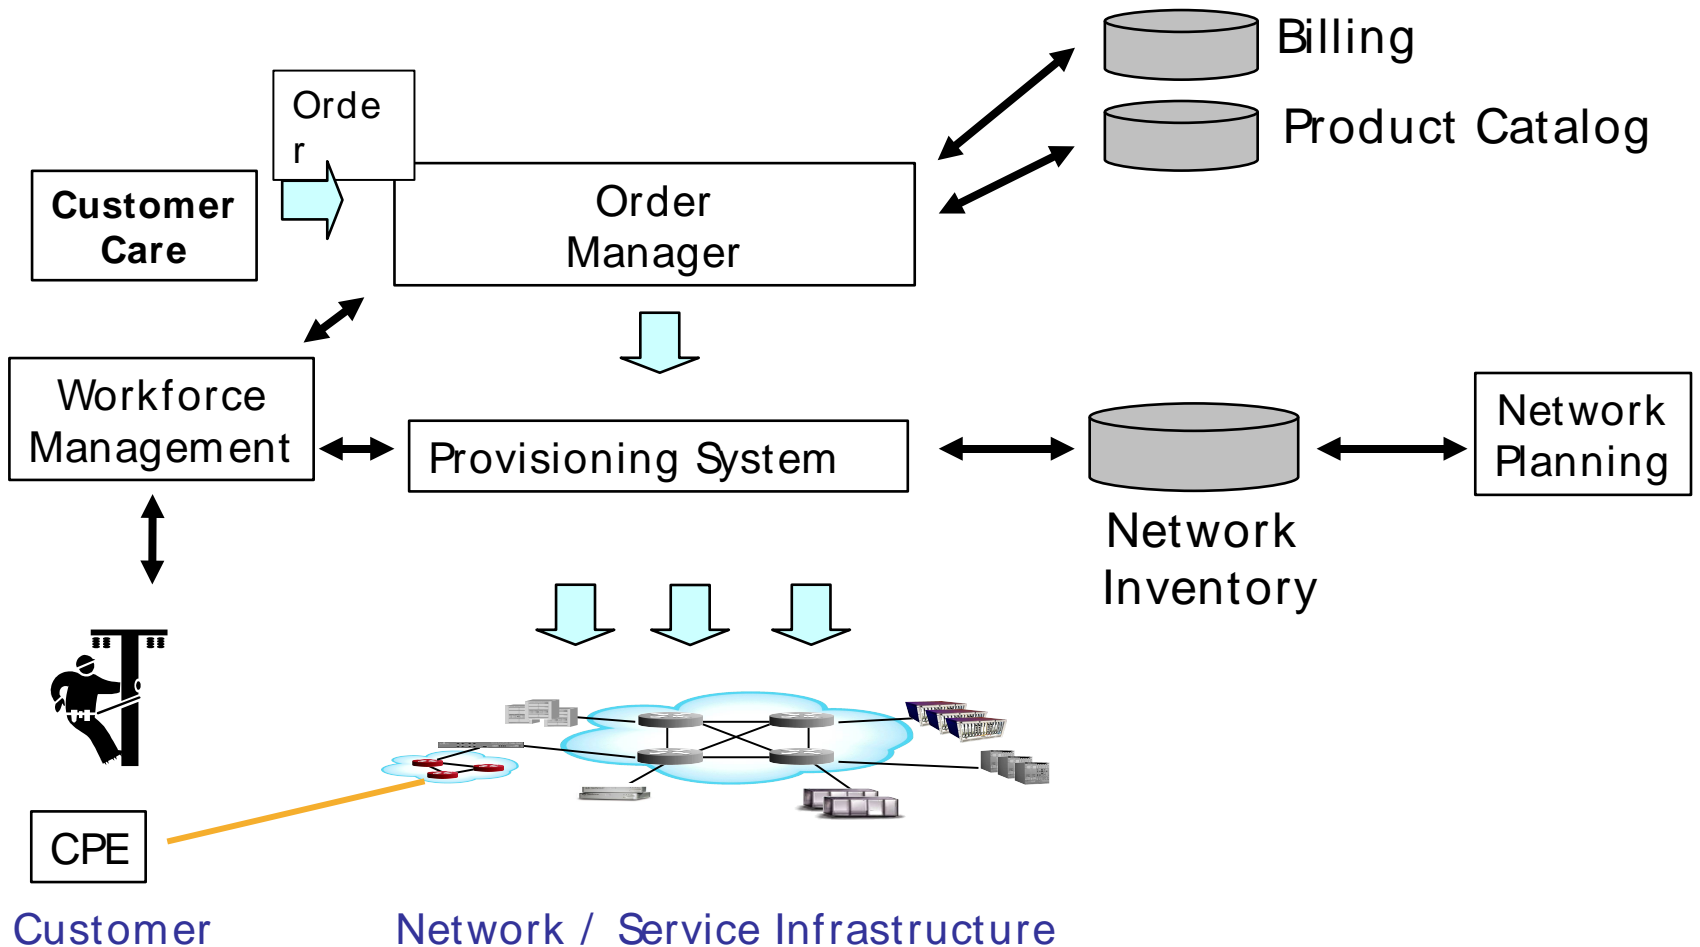 Billing
Orde
r
Product Catalog
Customer
Care
Order
Manager
Workforce
Management
Provisioning System
Network
Planning
Network
Inventory
CPE
Customer
Network / Service Infrastructure